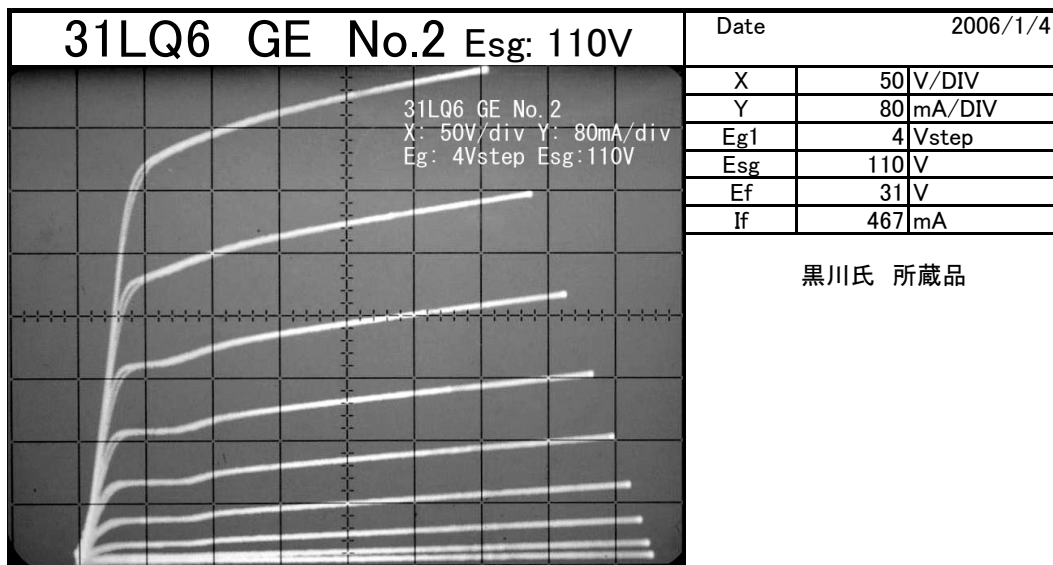 31LQ6 GE No.2 Esg: 110V
Date 2006/1/4
31LQ6 GE No.2
X: 50V/div Y: 80mA/div
Eg: 4Vstep Esg:110V
X 50 V/DIV
Y 80 mA/DIV
Eg1 4 Vstep
Esg 110 V
Ef 31 V
If 467 mA
黒川氏 所蔵品